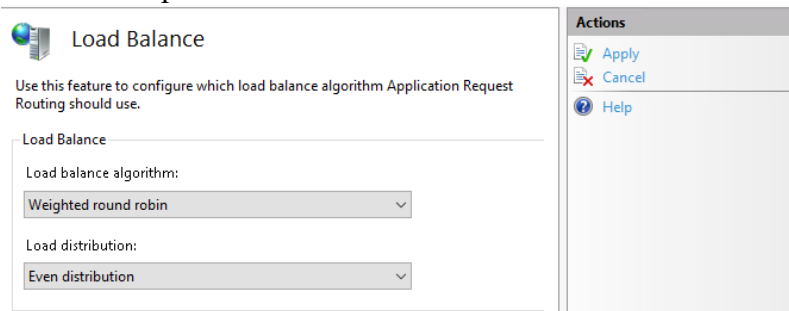 Load Balance
Use this feature to configure which load balance algorithm Application Request
Routing should use.
Load Balance
Load balance algorithm:
Weighted round robin
Load distribution:
Even distribution
Actions
Apply
Cancel
Help